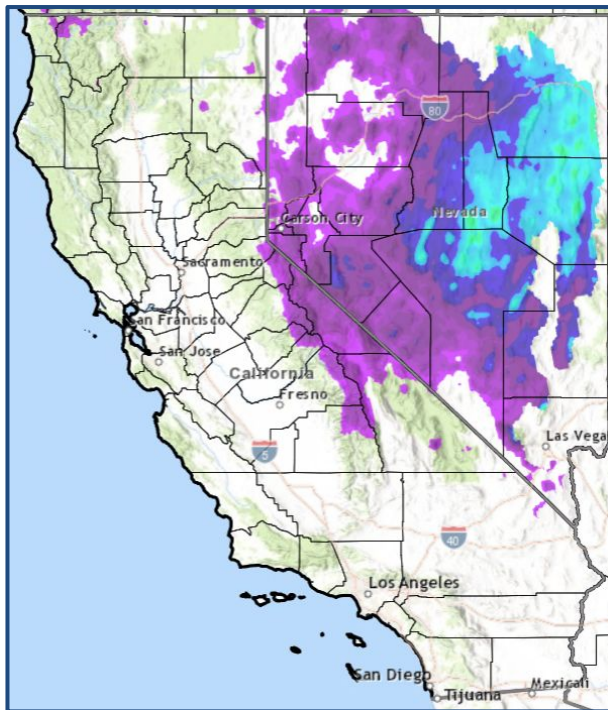 80
Carson City
Nevada
Sacramento
San Francisco
San Jose
California
Fresno
Las Vega
5
40
Los Angeles
San Diego
Tijuana
Mexicali